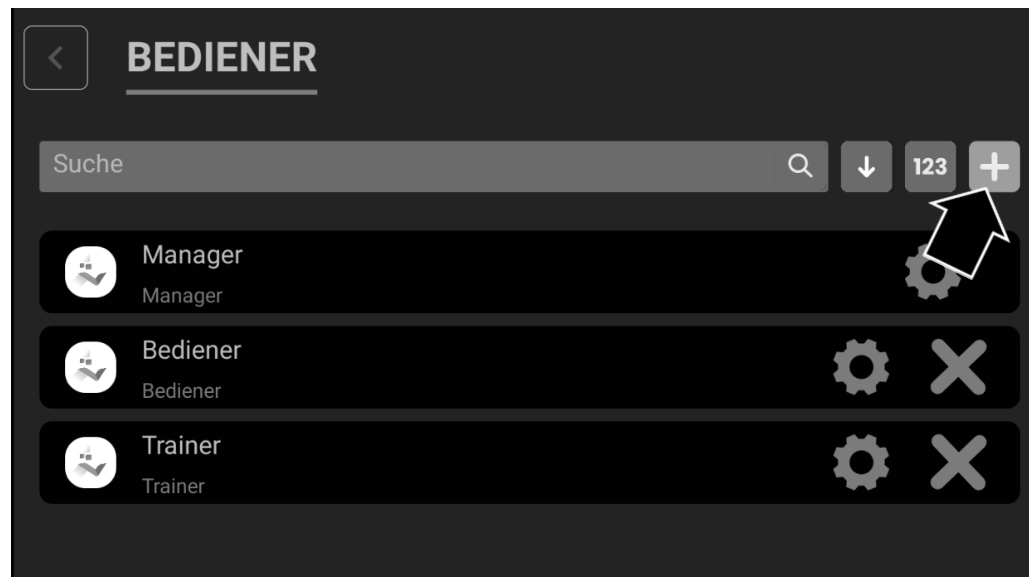 BEDIENER
Suche
123
Manager
Manager
Bediener
Bediener
Trainer
Trainer